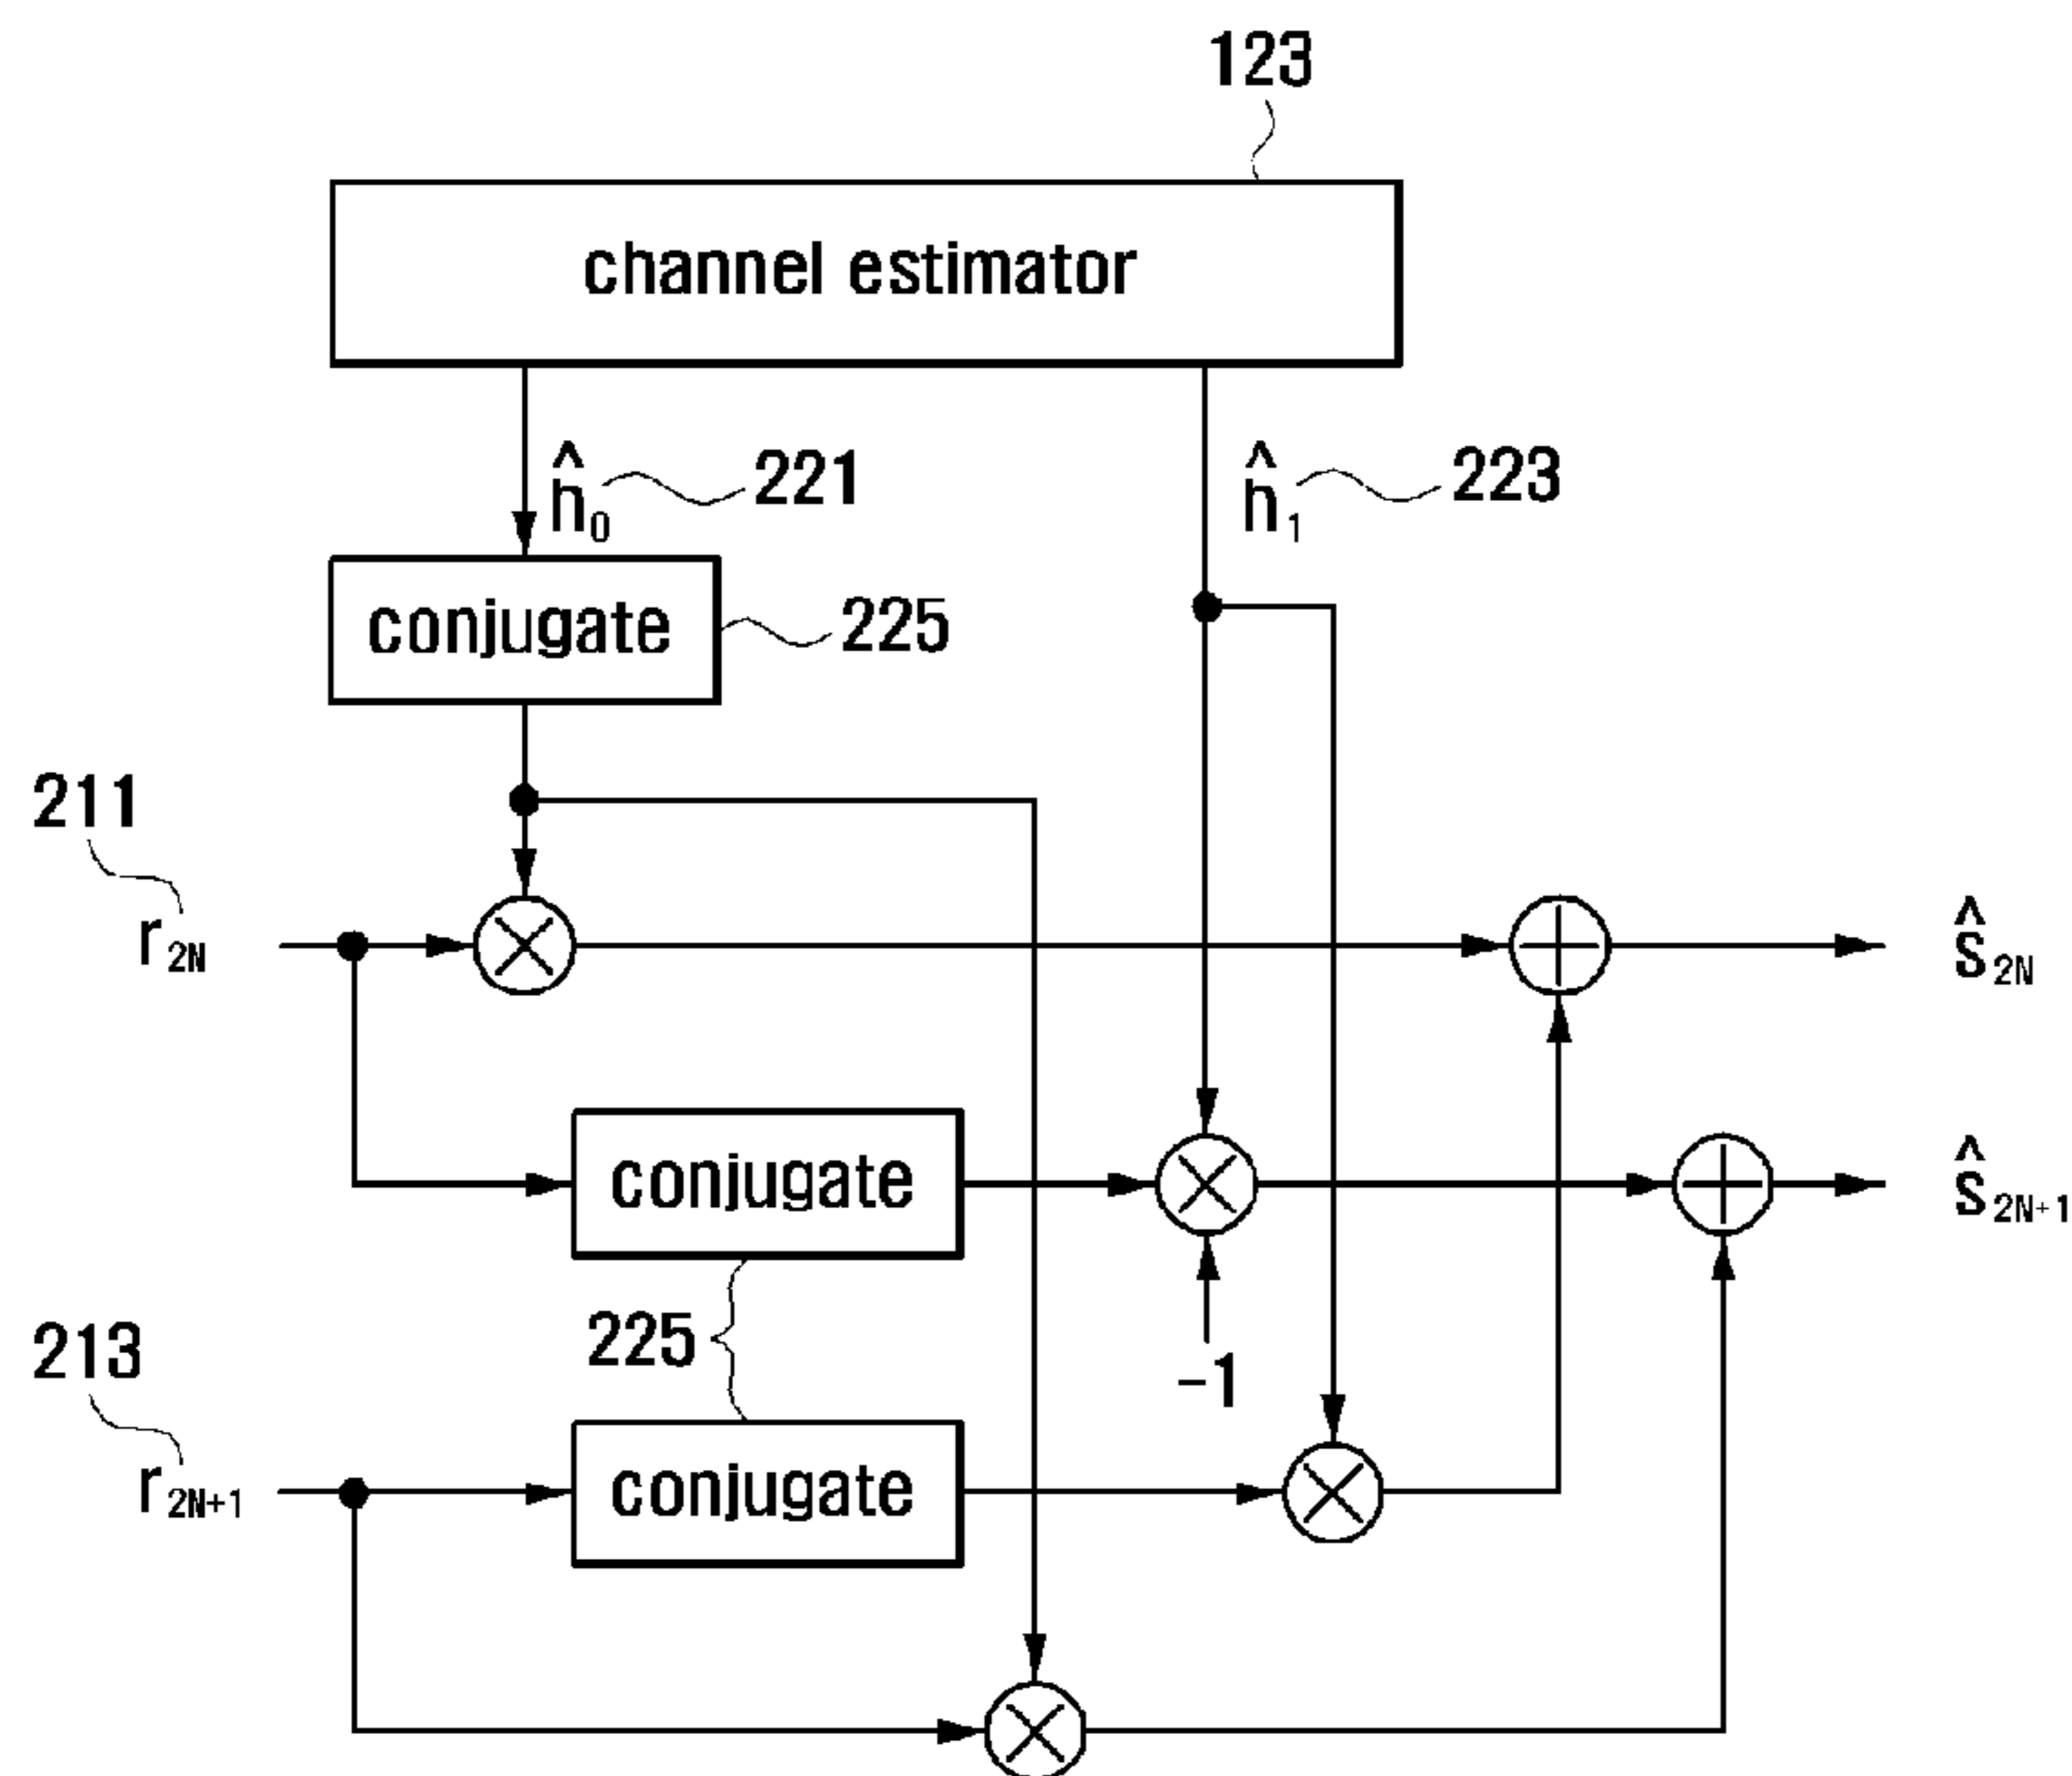 123
channel estimator
ĥ₀ 221
ĥ₁ 223
conjugate 225
211
r₂N
ŝ₂N
conjugate
ŝ₂N+1
225
-1
213
r₂N+1
conjugate